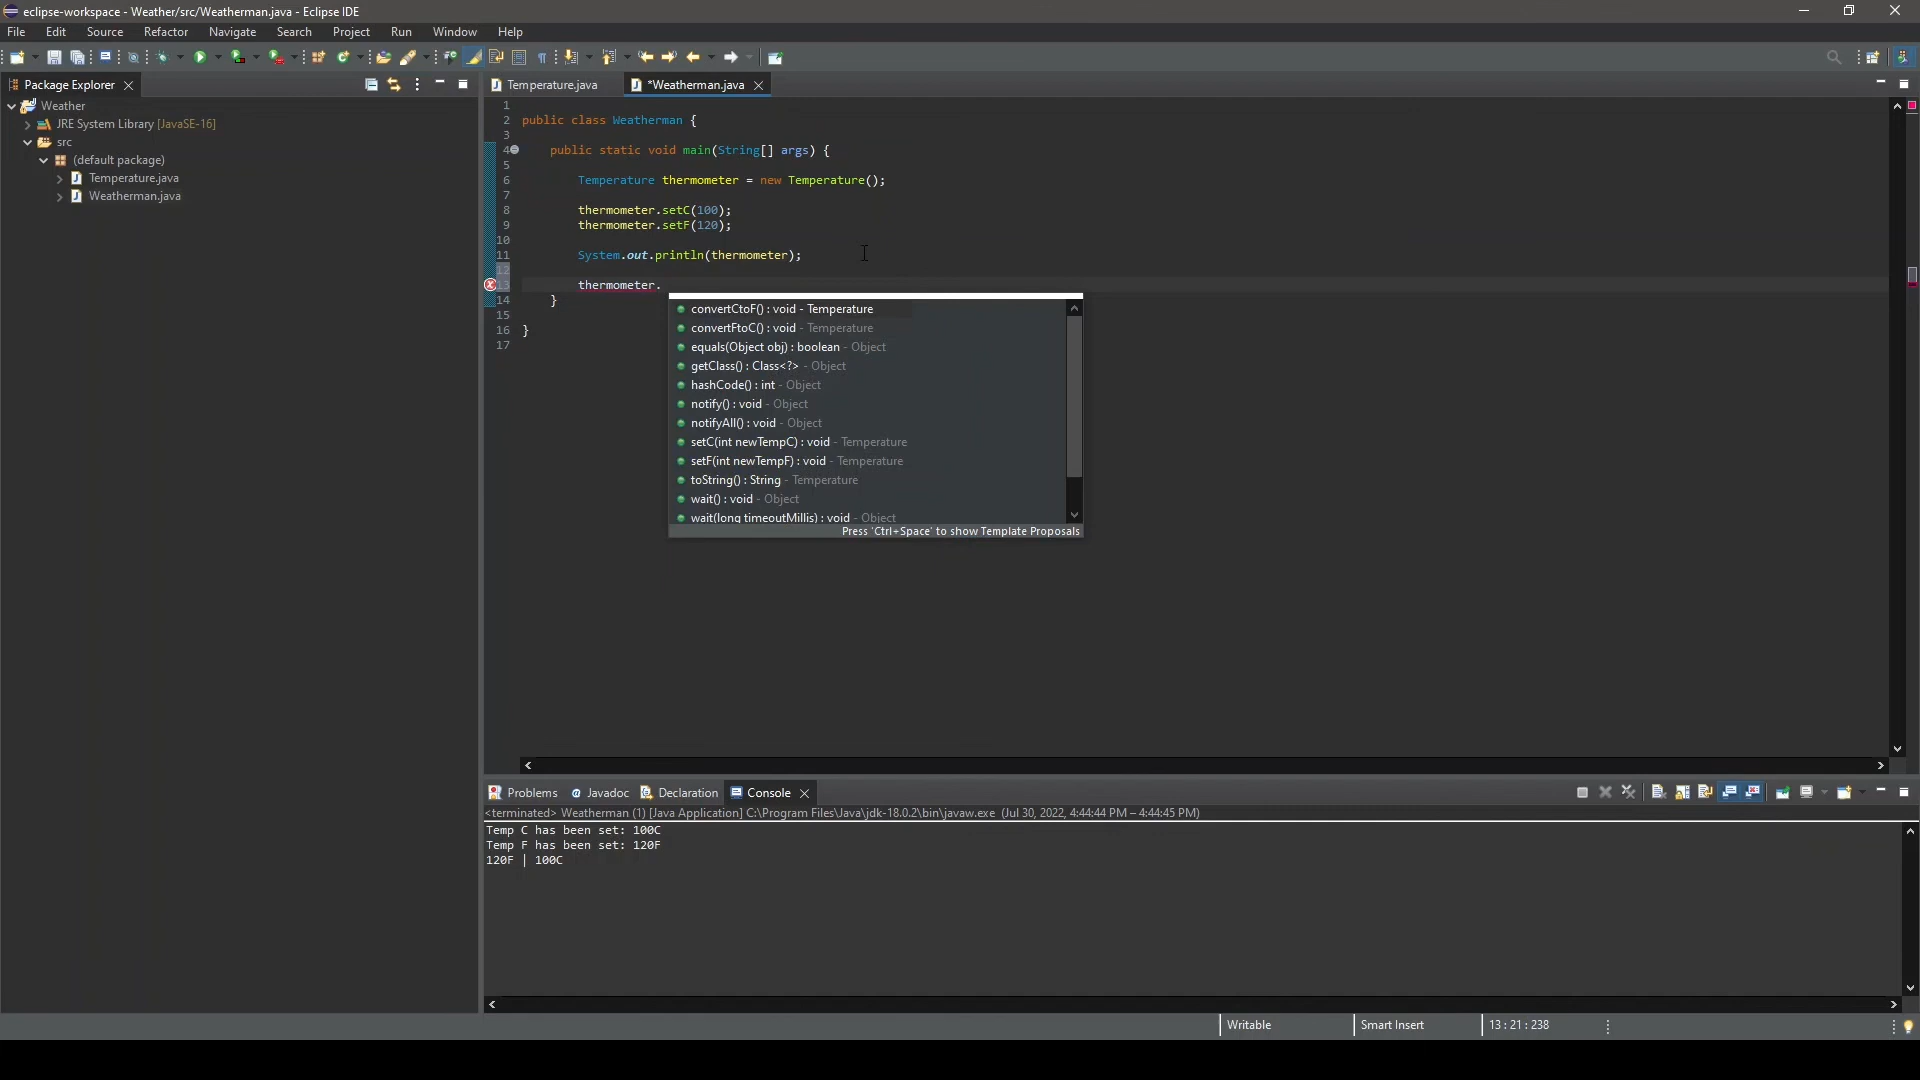 eclipse-workspace - Weather/src/Weatherman.java - Eclipse IDE
File Edit Source Refactor Navigate Search Project Run Window Help
Package Explorer
Temperature.java
*Weatherman.java
Weather
JRE System Library [JavaSE-16]
src
(default package)
Temperature.java
Weatherman.java
1
2 public class Weatherman {
3
4 public static void main(String[] args) {
5
6 Temperature thermometer = new Temperature();
7
8 thermometer.setC(100);
9 thermometer.setF(120);
10
11 System.out.println(thermometer);
12
13 thermometer.
14 }
15
16 }
17
convertCtoF() : void - Temperature
convertFtoC() : void - Temperature
equals(Object obj) : boolean - Object
getClass() : Class<?> - Object
hashCode() : int - Object
notify() : void - Object
notifyAll() : void - Object
setC(int newTempC) : void - Temperature
setF(int newTempF) : void - Temperature
toString() : String - Temperature
wait() : void - Object
wait(long timeoutMillis) : void - Object
Press 'Ctrl+Space' to show Template Proposals
Problems Javadoc Declaration Console
<terminated> Weatherman (1) [Java Application] C:\Program Files\Java\jdk-18.0.2\bin\javaw.exe (Jul 30, 2022, 4:44:44 PM – 4:44:45 PM)
Temp C has been set: 100C
Temp F has been set: 120F
120F | 100C
Writable
Smart Insert
13 : 21 : 238